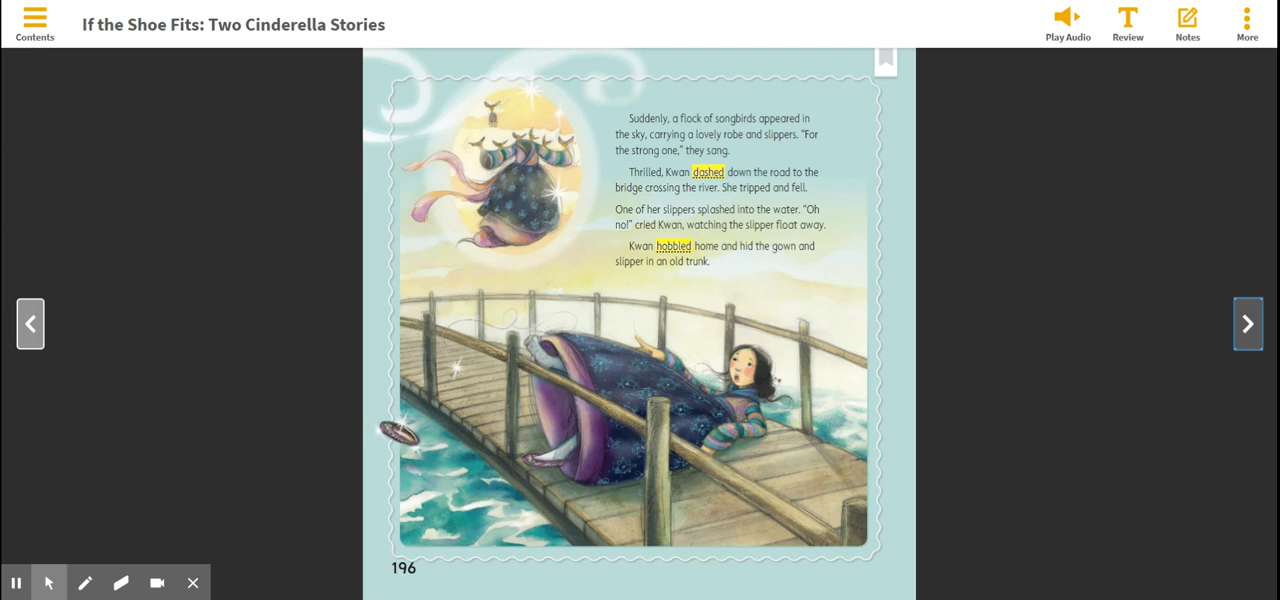 If the Shoe Fits: Two Cinderella Stories
Contents
Play Audio
Review
Notes
More
Suddenly, a flock of songbirds appeared in
the sky, carrying a lovely robe and slippers. “For
the strong one,” they sang.
Thrilled, Kwan dashed down the road to the
bridge crossing the river. She tripped and fell.
One of her slippers splashed into the water. “Oh
no!” cried Kwan, watching the slipper float away.
Kwan hobbled home and hid the gown and
slipper in an old trunk.
196